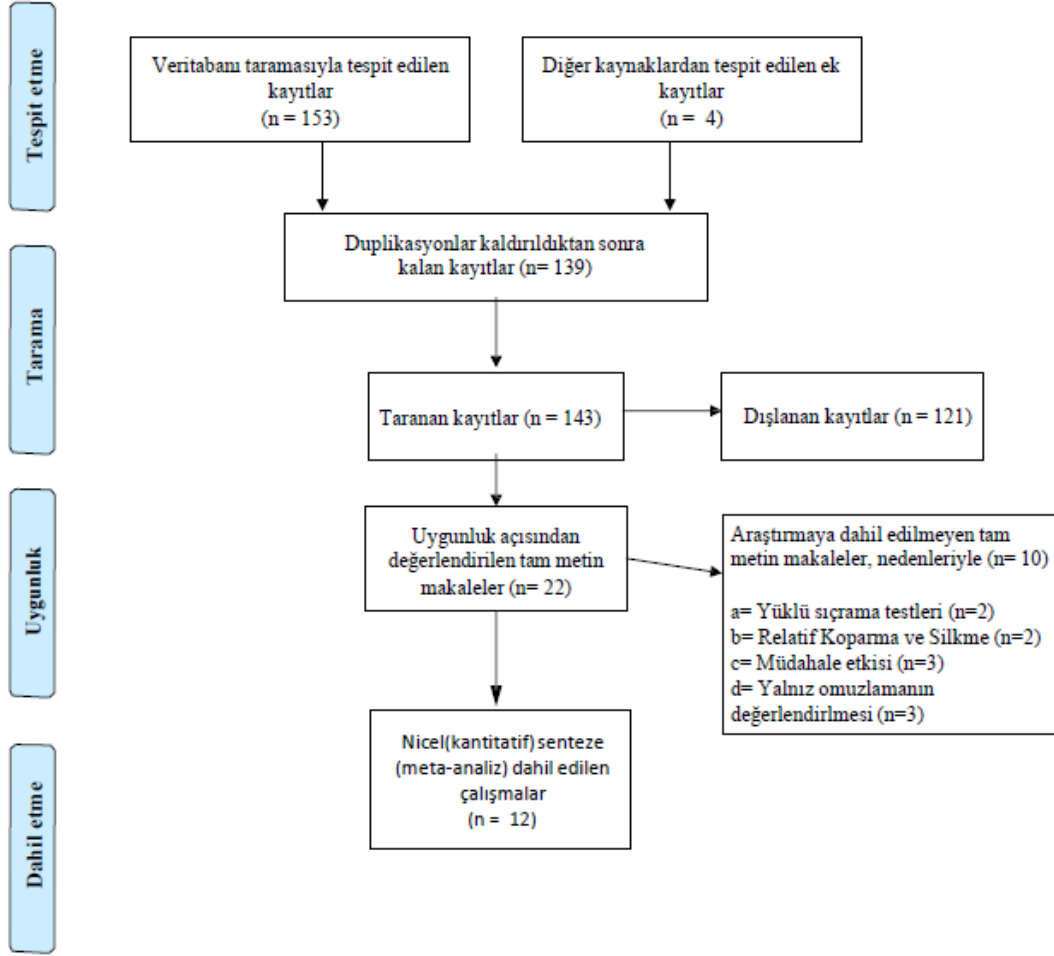 Tespit etme
Veritabanı taramasıyla tespit edilen
kayıtlar
(n = 153)
Diğer kaynaklardan tespit edilen ek
kayıtlar
(n = 4)
Duplikasyonlar kaldırıldıktan sonra
kalan kayıtlar (n= 139)
Tarama
Taranan kayıtlar (n = 143)
Dışlanan kayıtlar (n = 121)
Uygunluk
Uygunluk açısından
değerlendirilen tam metin
makaleler (n= 22)
Araştırmaya dahil edilmeyen tam
metin makaleler, nedenleriyle (n= 10)
a= Yüklü sıçrama testleri (n=2)
b= Relatif Koparma ve Silkme (n=2)
c= Müdahale etkisi (n=3)
d= Yalnız omuzlamanın
değerlendirlmesi (n=3)
Dahil etme
Nicel(kantitatif) senteze
(meta-analiz) dahil edilen
çalışmalar
(n = 12)